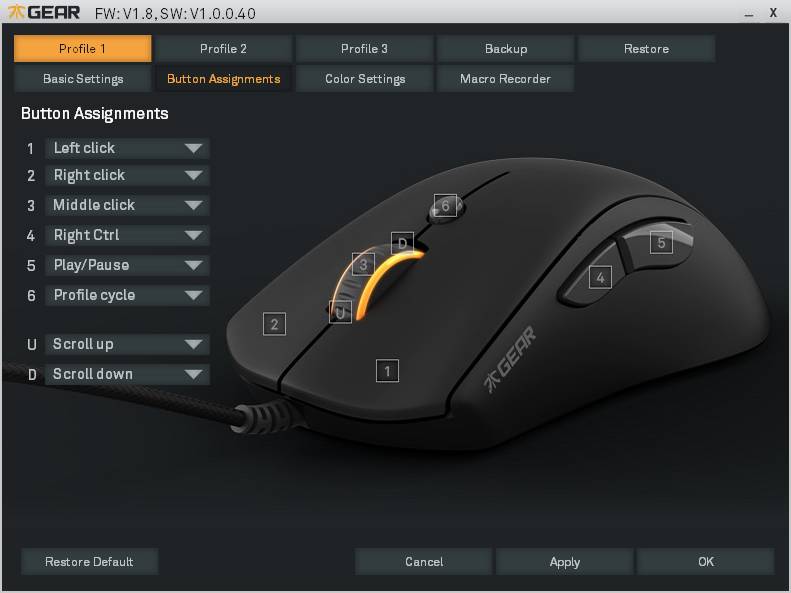 GEAR FW: V1.8, SW: V1.0.0.40 _ X
Profile 1 Profile 2 Profile 3 Backup Restore
Basic Settings Button Assignments Color Settings Macro Recorder
Button Assignments
1 Left click
2 Right click
3 Middle click
4 Right Ctrl
5 Play/Pause
6 Profile cycle
U Scroll up
D Scroll down
6
D
5
3
4
U
2
1
GEAR
Restore Default Cancel Apply OK